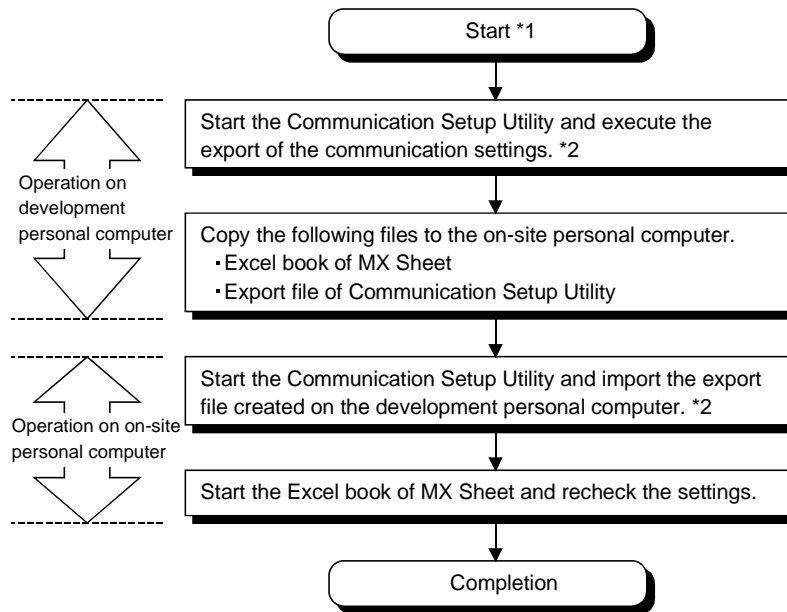 Start *1
Start the Communication Setup Utility and execute the
export of the communication settings. *2
Operation on
development
personal computer
Copy the following files to the on-site personal computer.
・Excel book of MX Sheet
・Export file of Communication Setup Utility
Start the Communication Setup Utility and import the export
file created on the development personal computer. *2
Operation on on-site
personal computer
Start the Excel book of MX Sheet and recheck the settings.
Completion